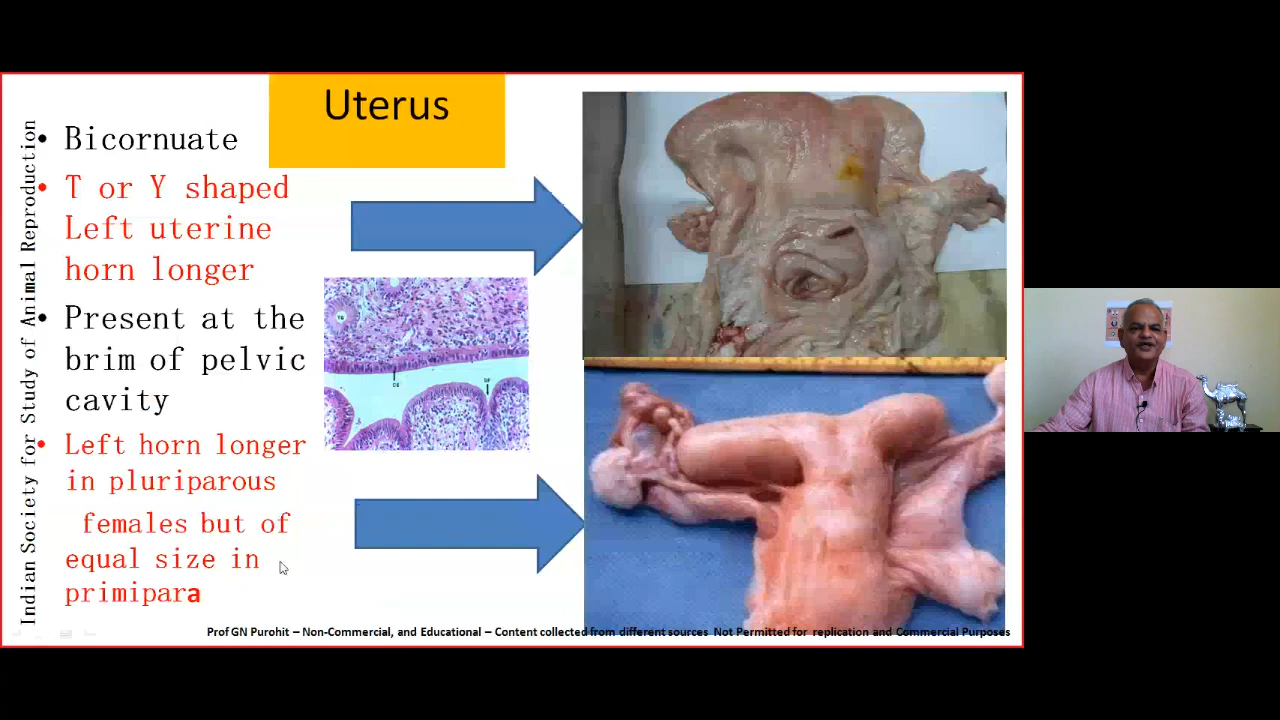 Uterus
Indian Society for Study of Animal Reproduction
• Bicornuate
• T or Y shaped
Left uterine
horn longer
• Present at the
brim of pelvic
cavity
• Left horn longer
in pluriparous
females but of
equal size in
primipara
Prof GN Purohit – Non-Commercial, and Educational – Content collected from different sources Not Permitted for replication and Commercial Purposes